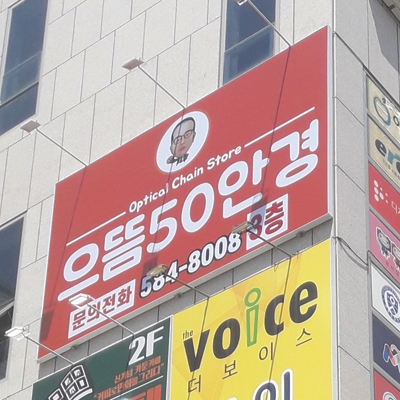 Optical Chain Store
으뜸50안경
문의전화 584-8008 3층
2F
the voice
더보이스